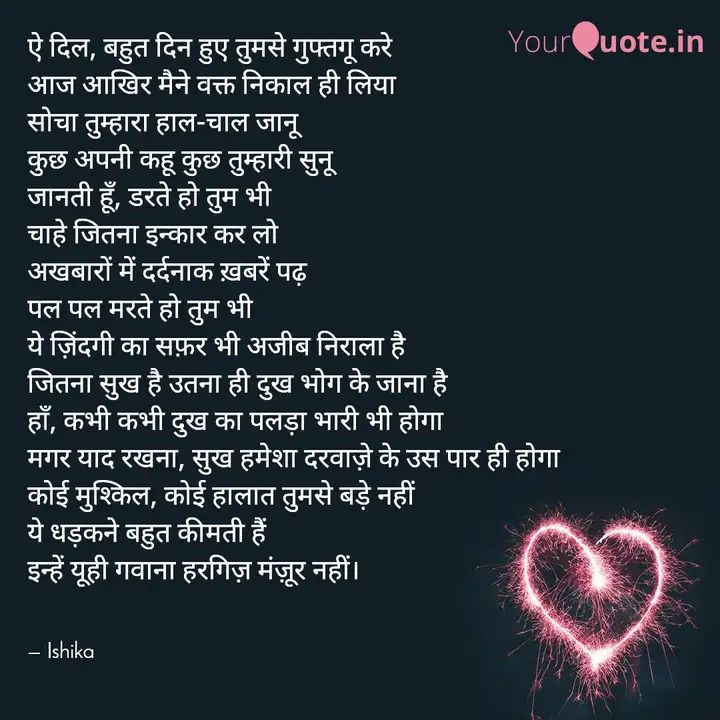 YourQuote.in
ऐ दिल, बहुत दिन हुए तुमसे गुफ्तगू करे
आज आखिर मैने वक्त निकाल ही लिया
सोचा तुम्हारा हाल-चाल जानू
कुछ अपनी कहू कुछ तुम्हारी सुनू
जानती हूँ, डरते हो तुम भी
चाहे जितना इन्कार कर लो
अखबारों में दर्दनाक ख़बरें पढ़
पल पल मरते हो तुम भी
ये ज़िंदगी का सफ़र भी अजीब निराला है
जितना सुख है उतना ही दुख भोग के जाना है
हाँ, कभी कभी दुख का पलड़ा भारी भी होगा
मगर याद रखना, सुख हमेशा दरवाज़े के उस पार ही होगा
कोई मुश्किल, कोई हालात तुमसे बड़े नहीं
ये धड़कने बहुत कीमती हैं
इन्हें यूही गवाना हरगिज़ मंज़ूर नहीं।
– Ishika